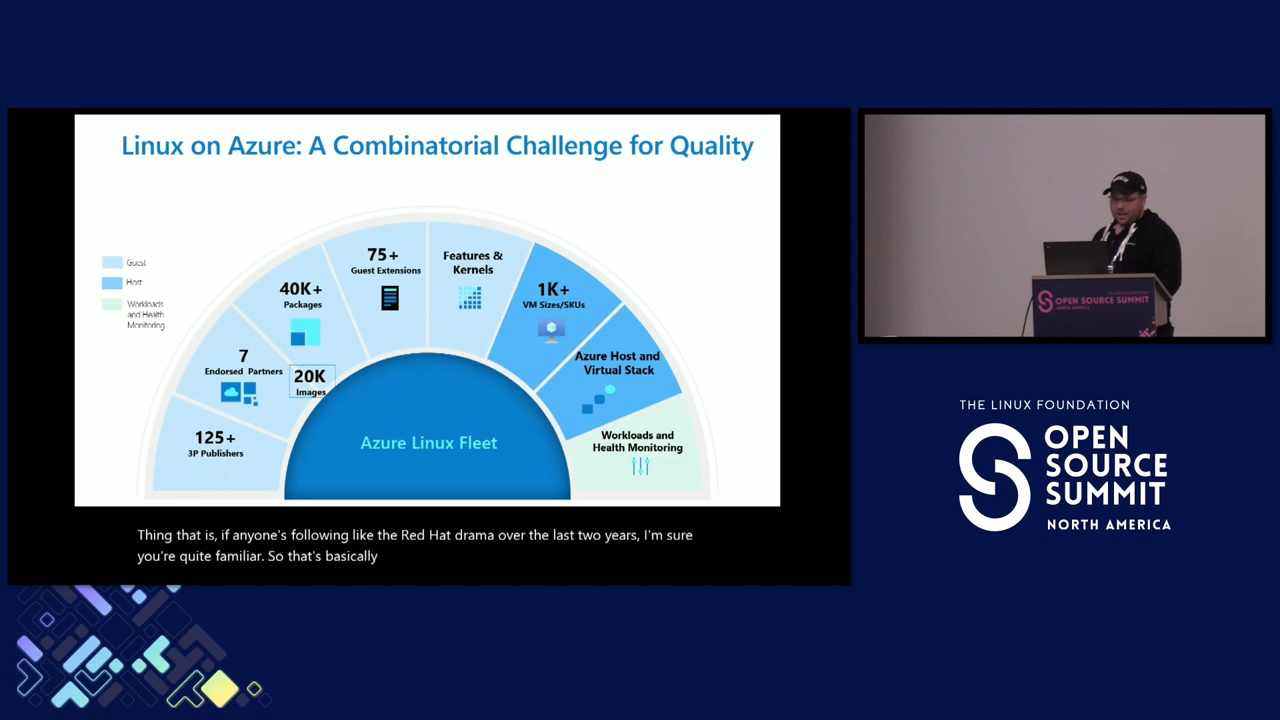 Linux on Azure: A Combinatorial Challenge for Quality
Guest
Host
Workloads
and Health
Monitoring
125+
3P Publishers
7
Endorsed Partners
20K
Images
40K+
Packages
75+
Guest Extensions
Features &
Kernels
1K+
VM Sizes/SKUs
Azure Host and
Virtual Stack
Workloads and
Health Monitoring
Azure Linux Fleet
Thing that is, if anyone's following like the Red Hat drama over the last two years, I'm sure
you're quite familiar. So that's basically
OPEN SOURCE SUMMIT
NORTH AMERICA
THE LINUX FOUNDATION
OPEN
SOURCE
SUMMIT
NORTH AMERICA